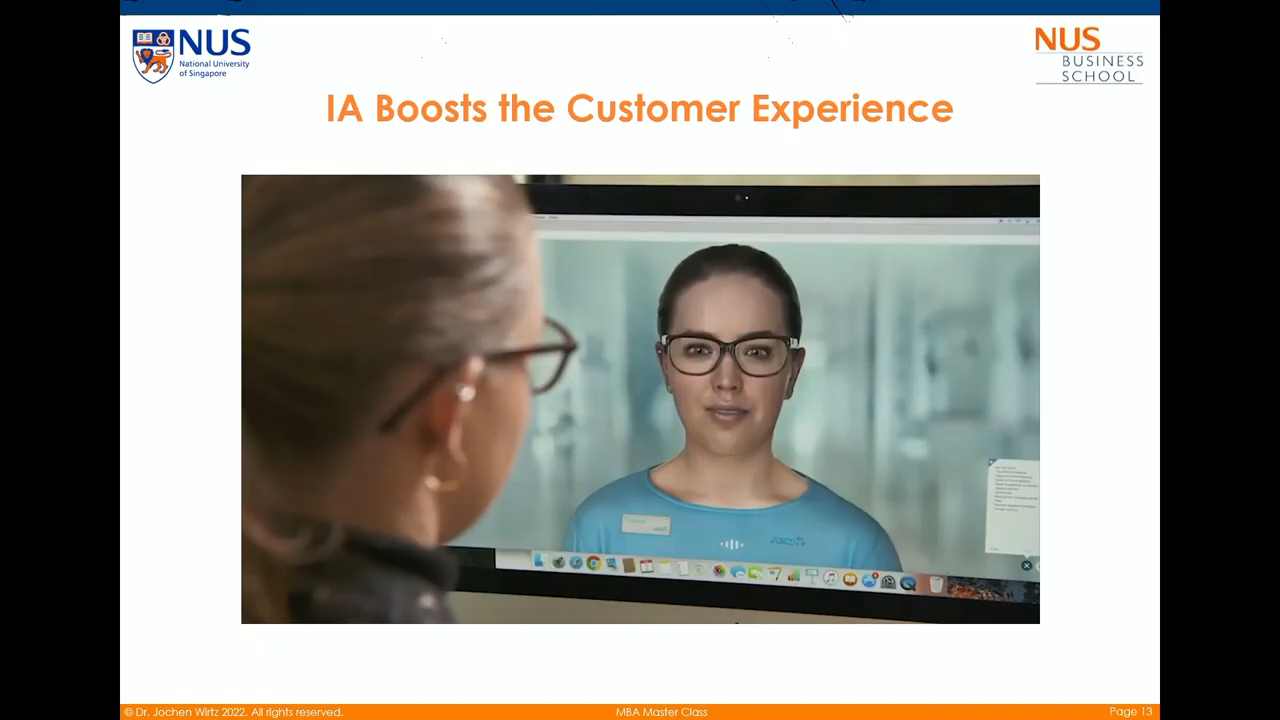 NUS
National University
of Singapore
NUS
BUSINESS
SCHOOL
IA Boosts the Customer Experience
ANZ
© Dr. Jochen Wirtz 2022. All rights reserved.
MBA Master Class
Page 13